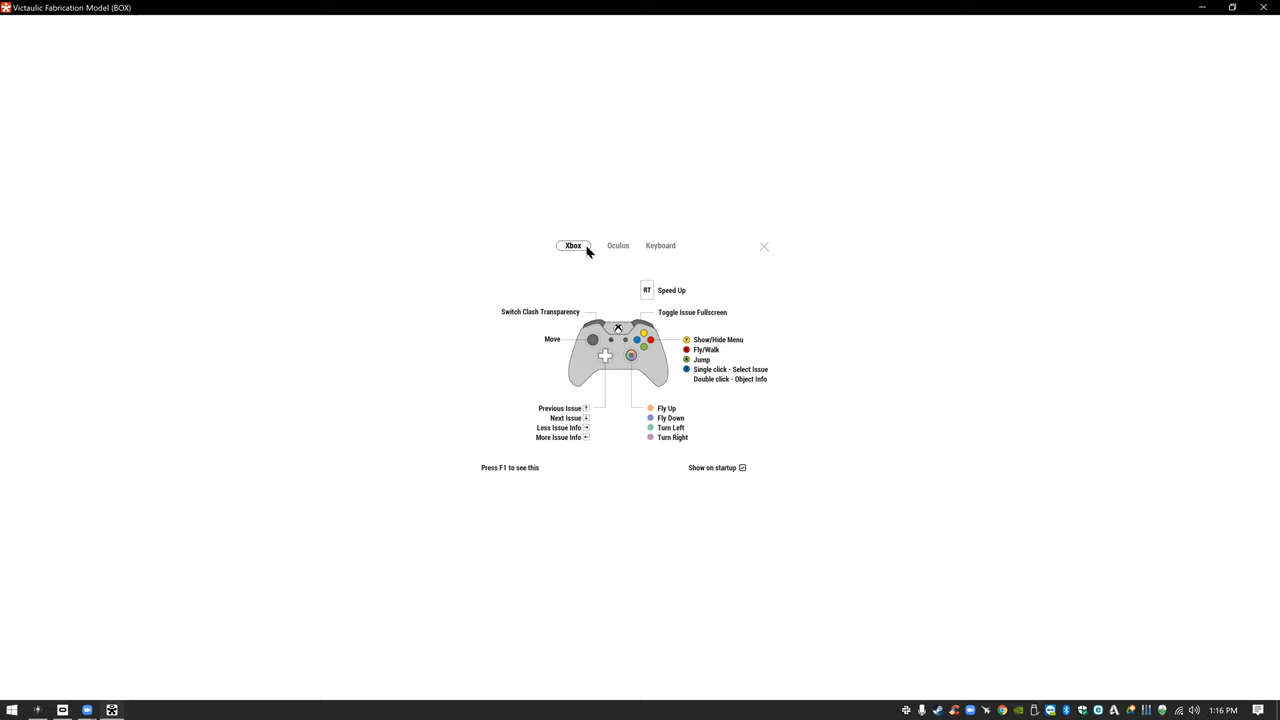 Victaulic Fabrication Model (BOX)
Xbox Oculus Keyboard
RT Speed Up
Switch Clash Transparency
Toggle Issue Fullscreen
Move
Y Show/Hide Menu
Fly/Walk
A Jump
Single click - Select Issue
Double click - Object Info
Previous Issue
Next Issue
Less Issue Info
More Issue Info
Fly Up
Fly Down
Turn Left
Turn Right
Press F1 to see this
Show on startup
1:16 PM